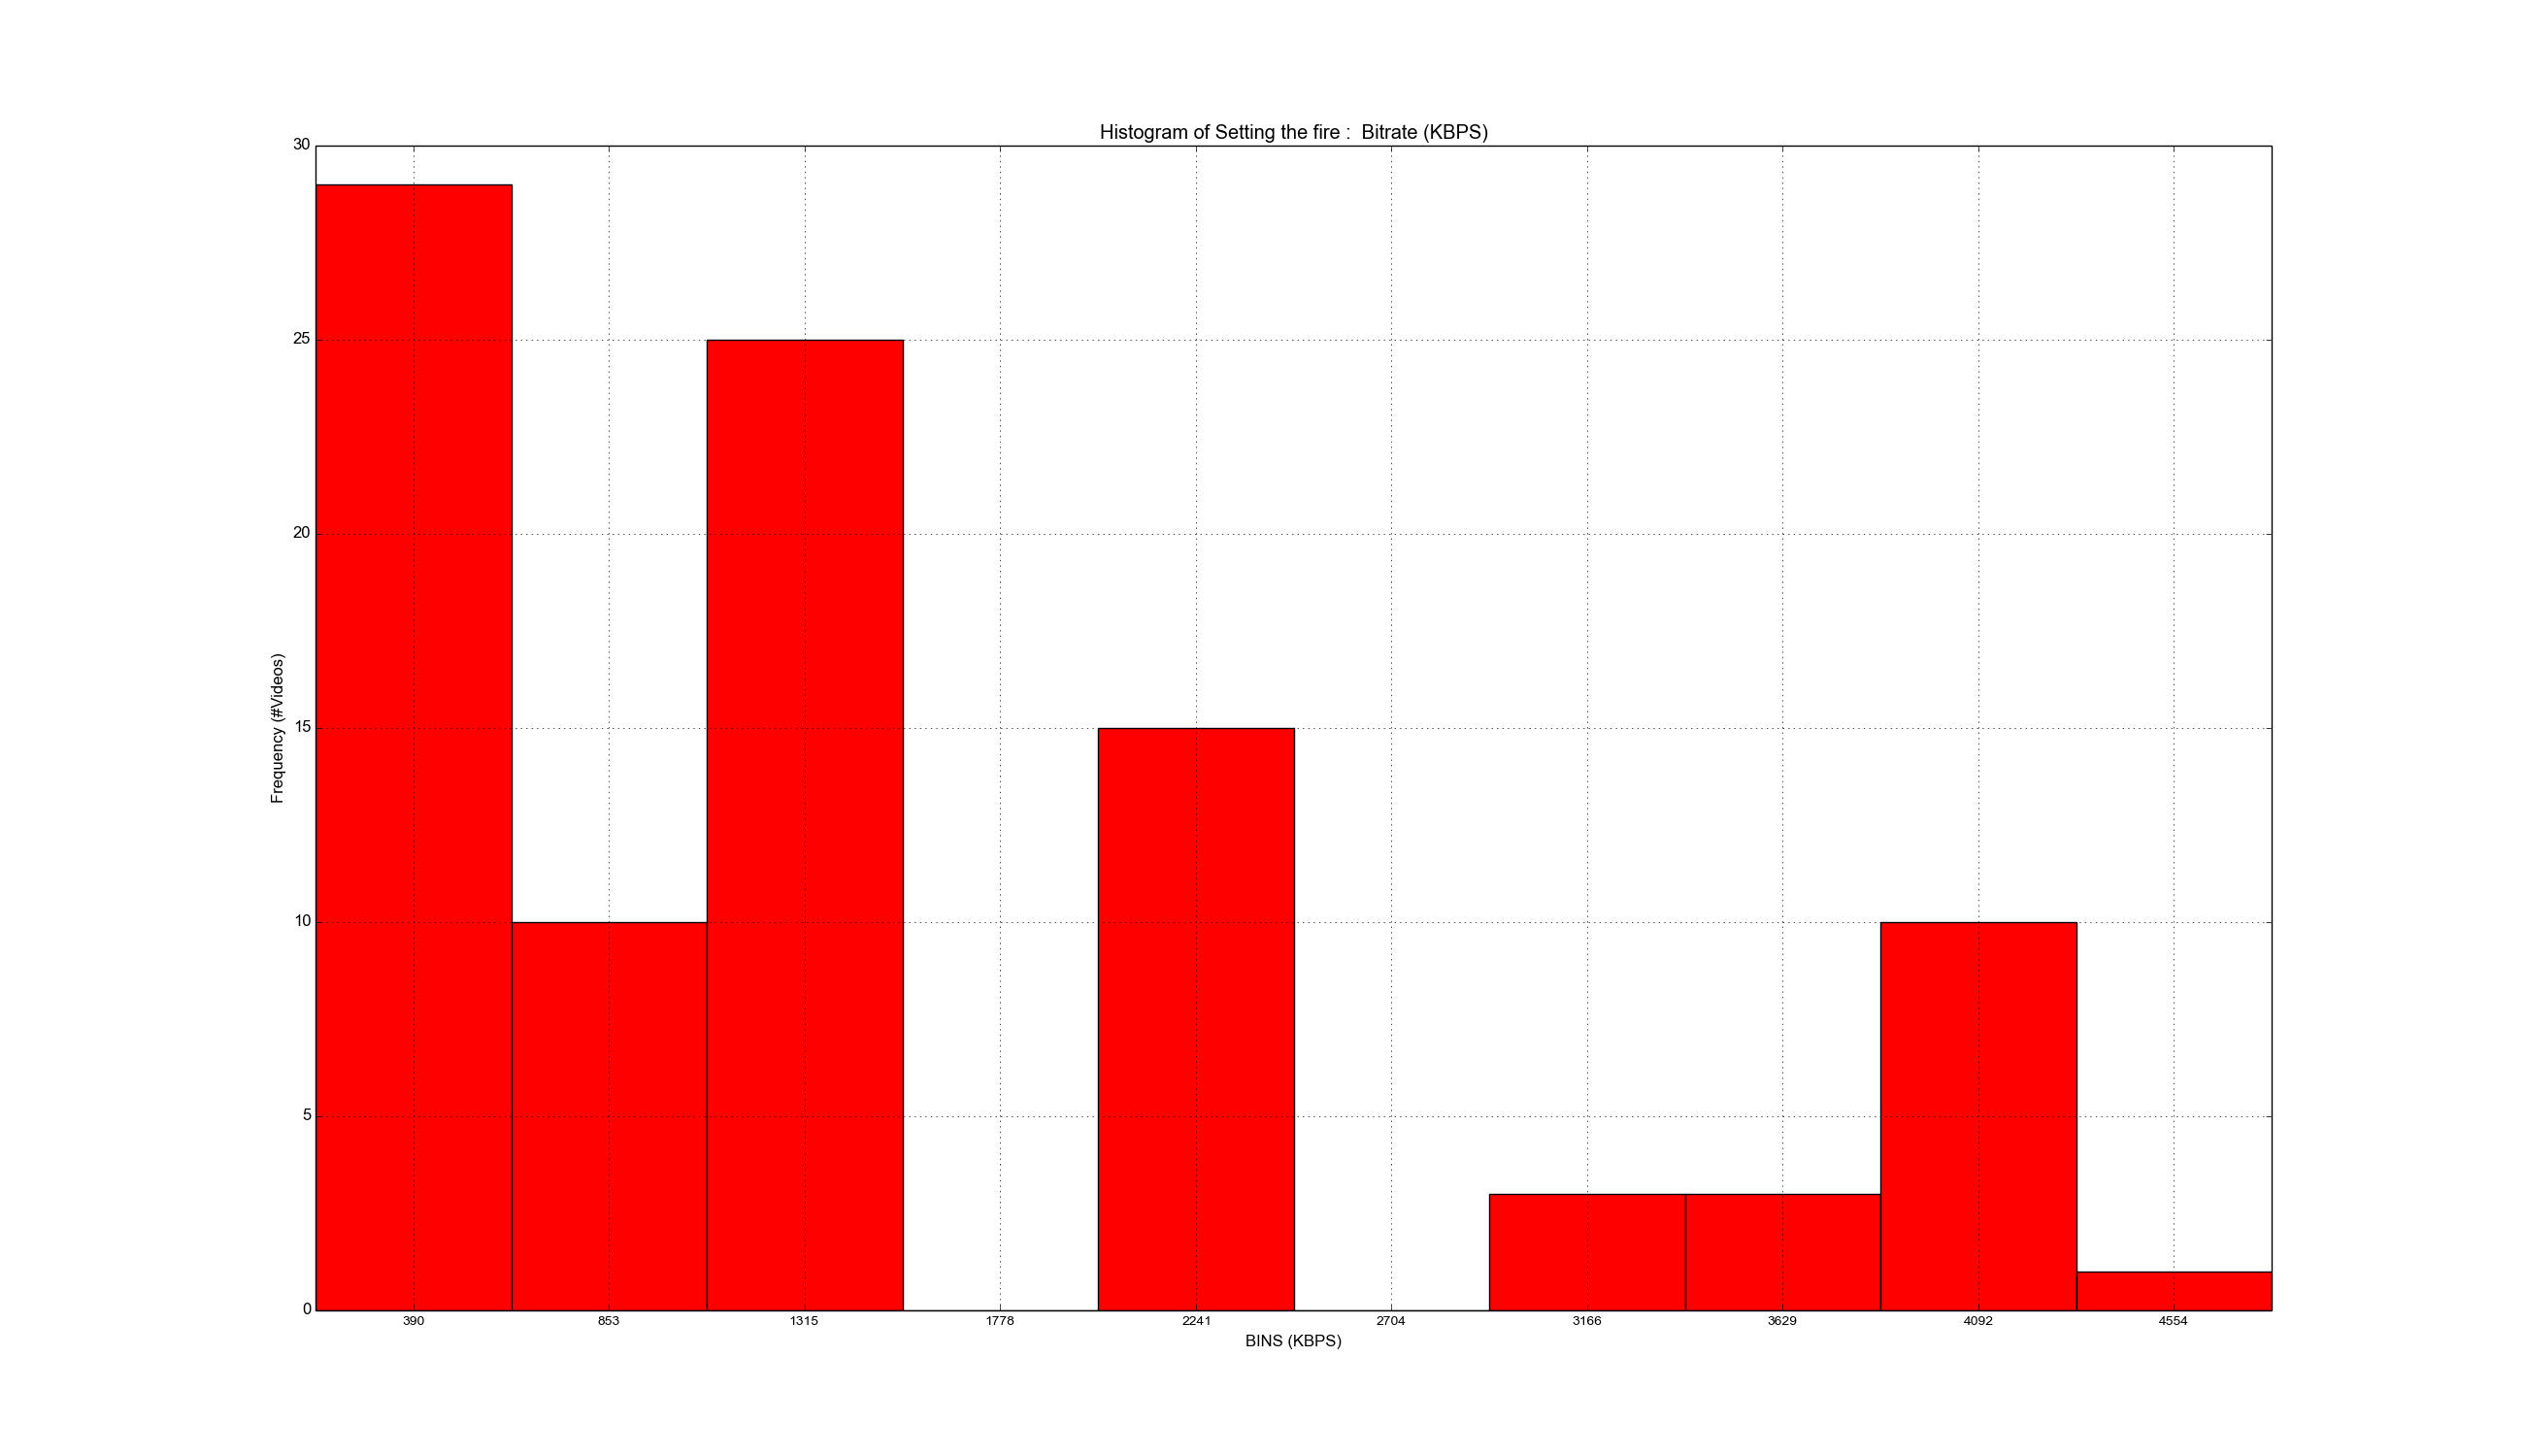 Histogram of Setting the fire :  Bitrate (KBPS)
30
25
20
15
10
5
0
Frequency (#Videos)
390 853 1315 1778 2241 2704 3166 3629 4092 4554
BINS (KBPS)